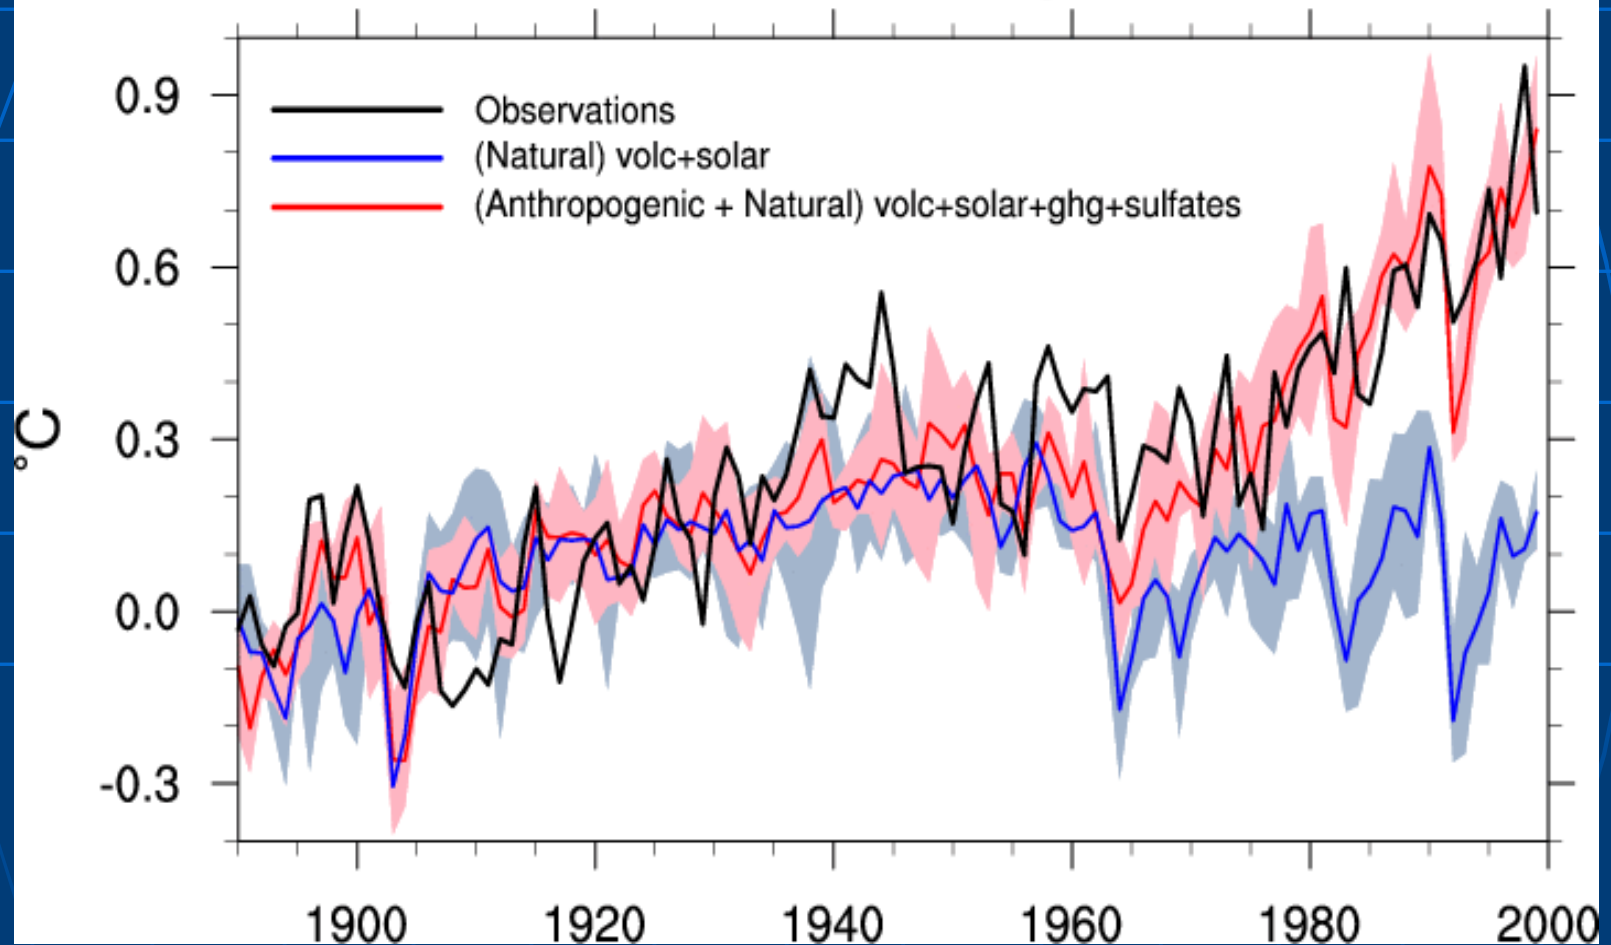 0.9
Observations
(Natural) volc+solar
(Anthropogenic + Natural) volc+solar+ghg+sulfates
0.6
°C
0.3
0.0
-0.3
1900 1920 1940 1960 1980 2000